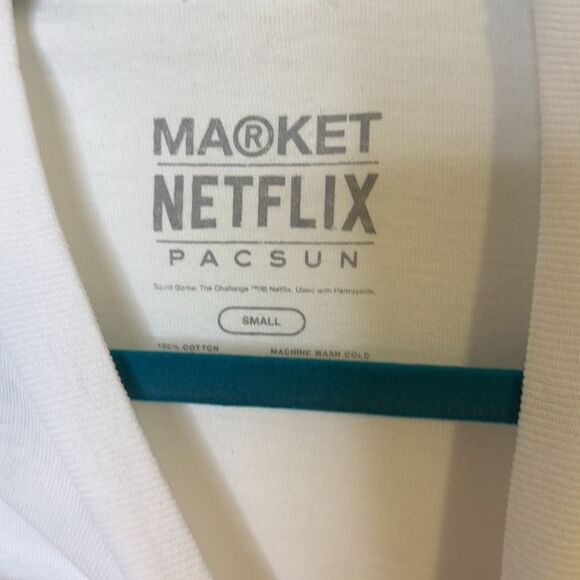 MA®KET
NETFLIX
PACSUN
Squid Game: The Challenge ™/© Netflix. Used with Permission.
SMALL
100% COTTON MACHINE WASH COLD